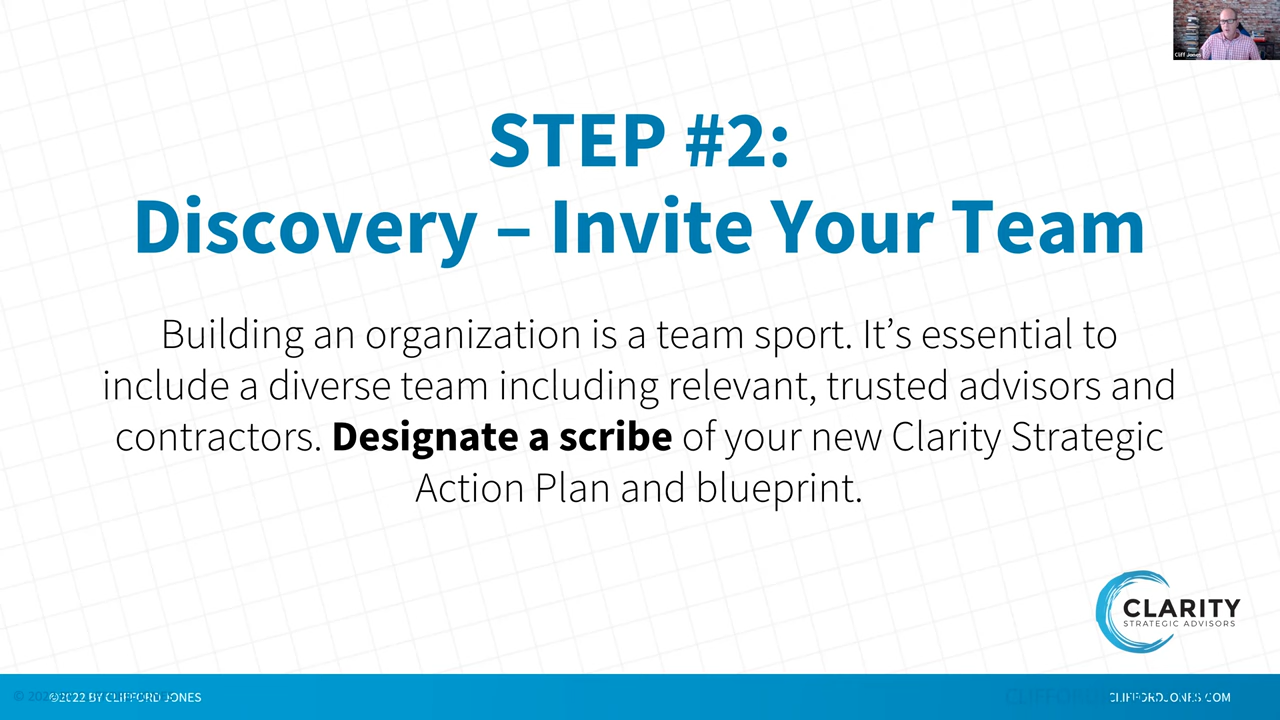 Cliff Jones
STEP #2:
Discovery – Invite Your Team
Building an organization is a team sport. It’s essential to
include a diverse team including relevant, trusted advisors and
contractors. Designate a scribe of your new Clarity Strategic
Action Plan and blueprint.
CLARITY
STRATEGIC ADVISORS
©2022 BY CLIFFORD JONES
CLIFFORDJONES.COM